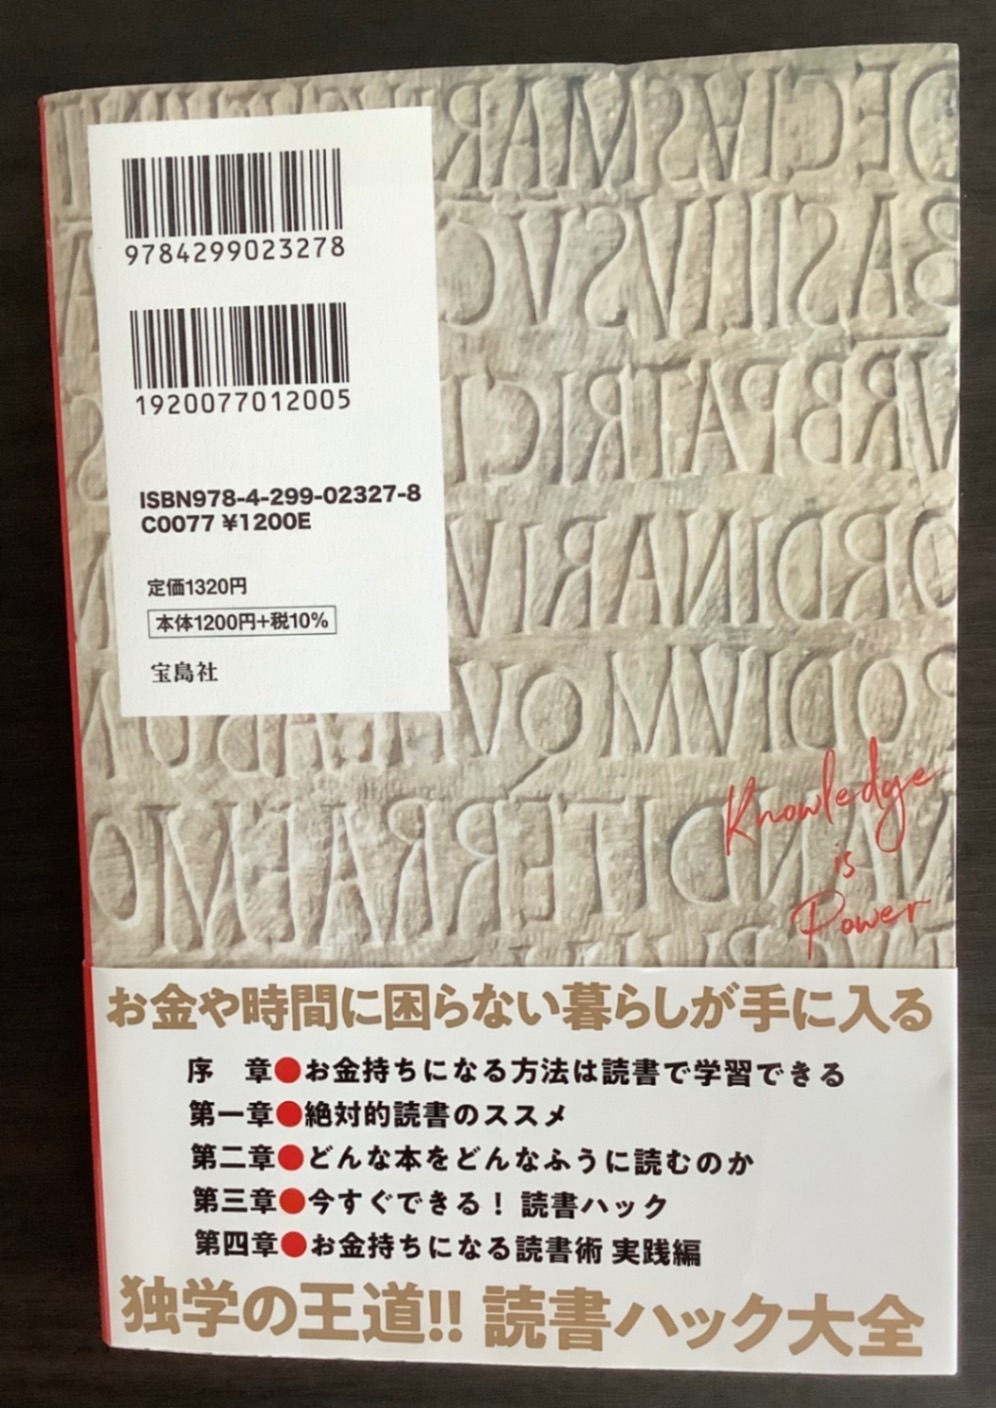 9784299023278
1920077012005
ISBN978-4-299-02327-8
C0077 ¥1200E
定価1320円
本体1200円+税10%
宝島社
DECIVSMAR
BASILIVSVC
VRBPATRICI
ORDINARIV
PODIVMQV
NANDITERRAEMO
Knowledge
is
Power
お金や時間に困らない暮らしが手に入る
序　章●お金持ちになる方法は読書で学習できる
第一章●絶対的読書のススメ
第二章●どんな本をどんなふうに読むのか
第三章●今すぐできる！ 読書ハック
第四章●お金持ちになる読書術 実践編
独学の王道!! 読書ハック大全